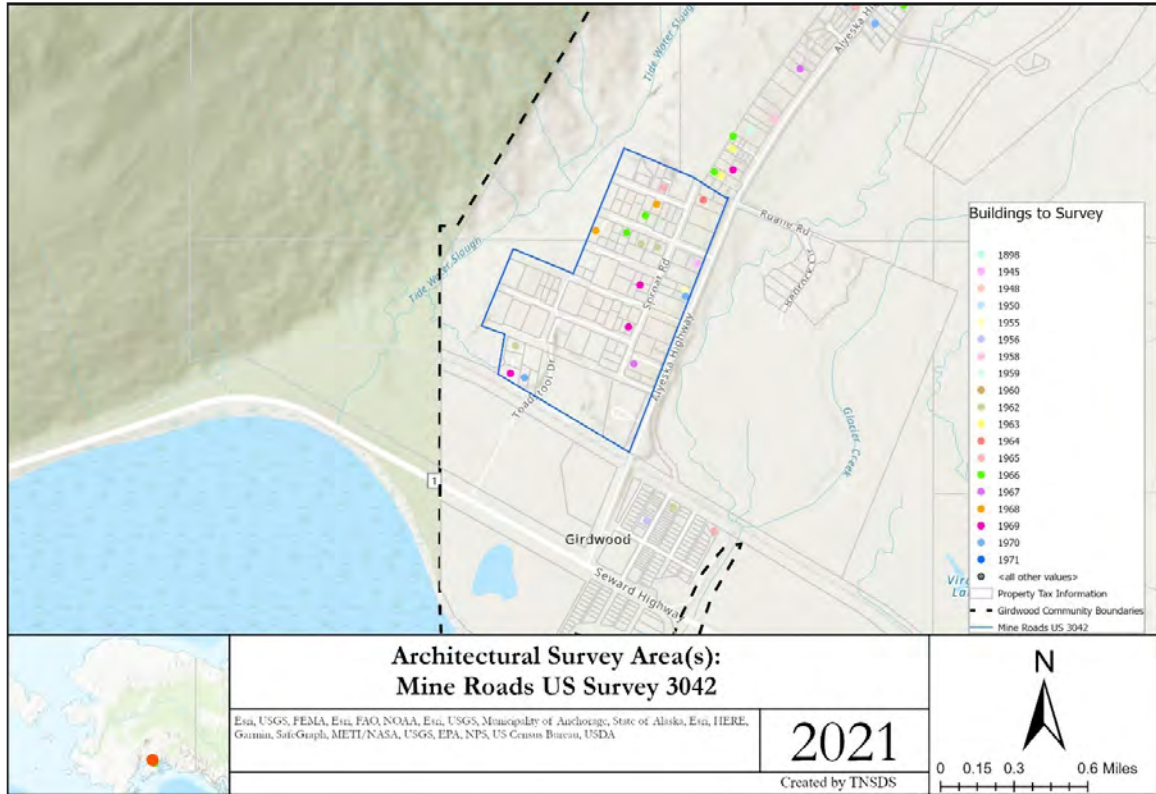 Tide Water Slough
Alyeska H
Ruane Rd
Bedrock Cir
Tide Water Slough
Sproat Rd
Alyeska Highway
Toadstool Dr
Glacier Creek
1
Girdwood
Seward Highway
Buildings to Survey
1898
1945
1948
1950
1955
1956
1958
1959
1960
1962
1963
1964
1965
1966
1967
1968
1969
1970
1971
<all other values>
Property Tax Information
Girdwood Community Boundaries
Mine Roads US 3042
Architectural Survey Area(s):
Mine Roads US Survey 3042
Esri, USGS, FEMA, Esri, FAO, NOAA, Esri, USGS, Municipality of Anchorage, State of Alaska, Esri, HERE,
Garmin, SafeGraph, METI/NASA, USGS, EPA, NPS, US Census Bureau, USDA
2021
Created by TNSDS
N
0 0.15 0.3 0.6 Miles